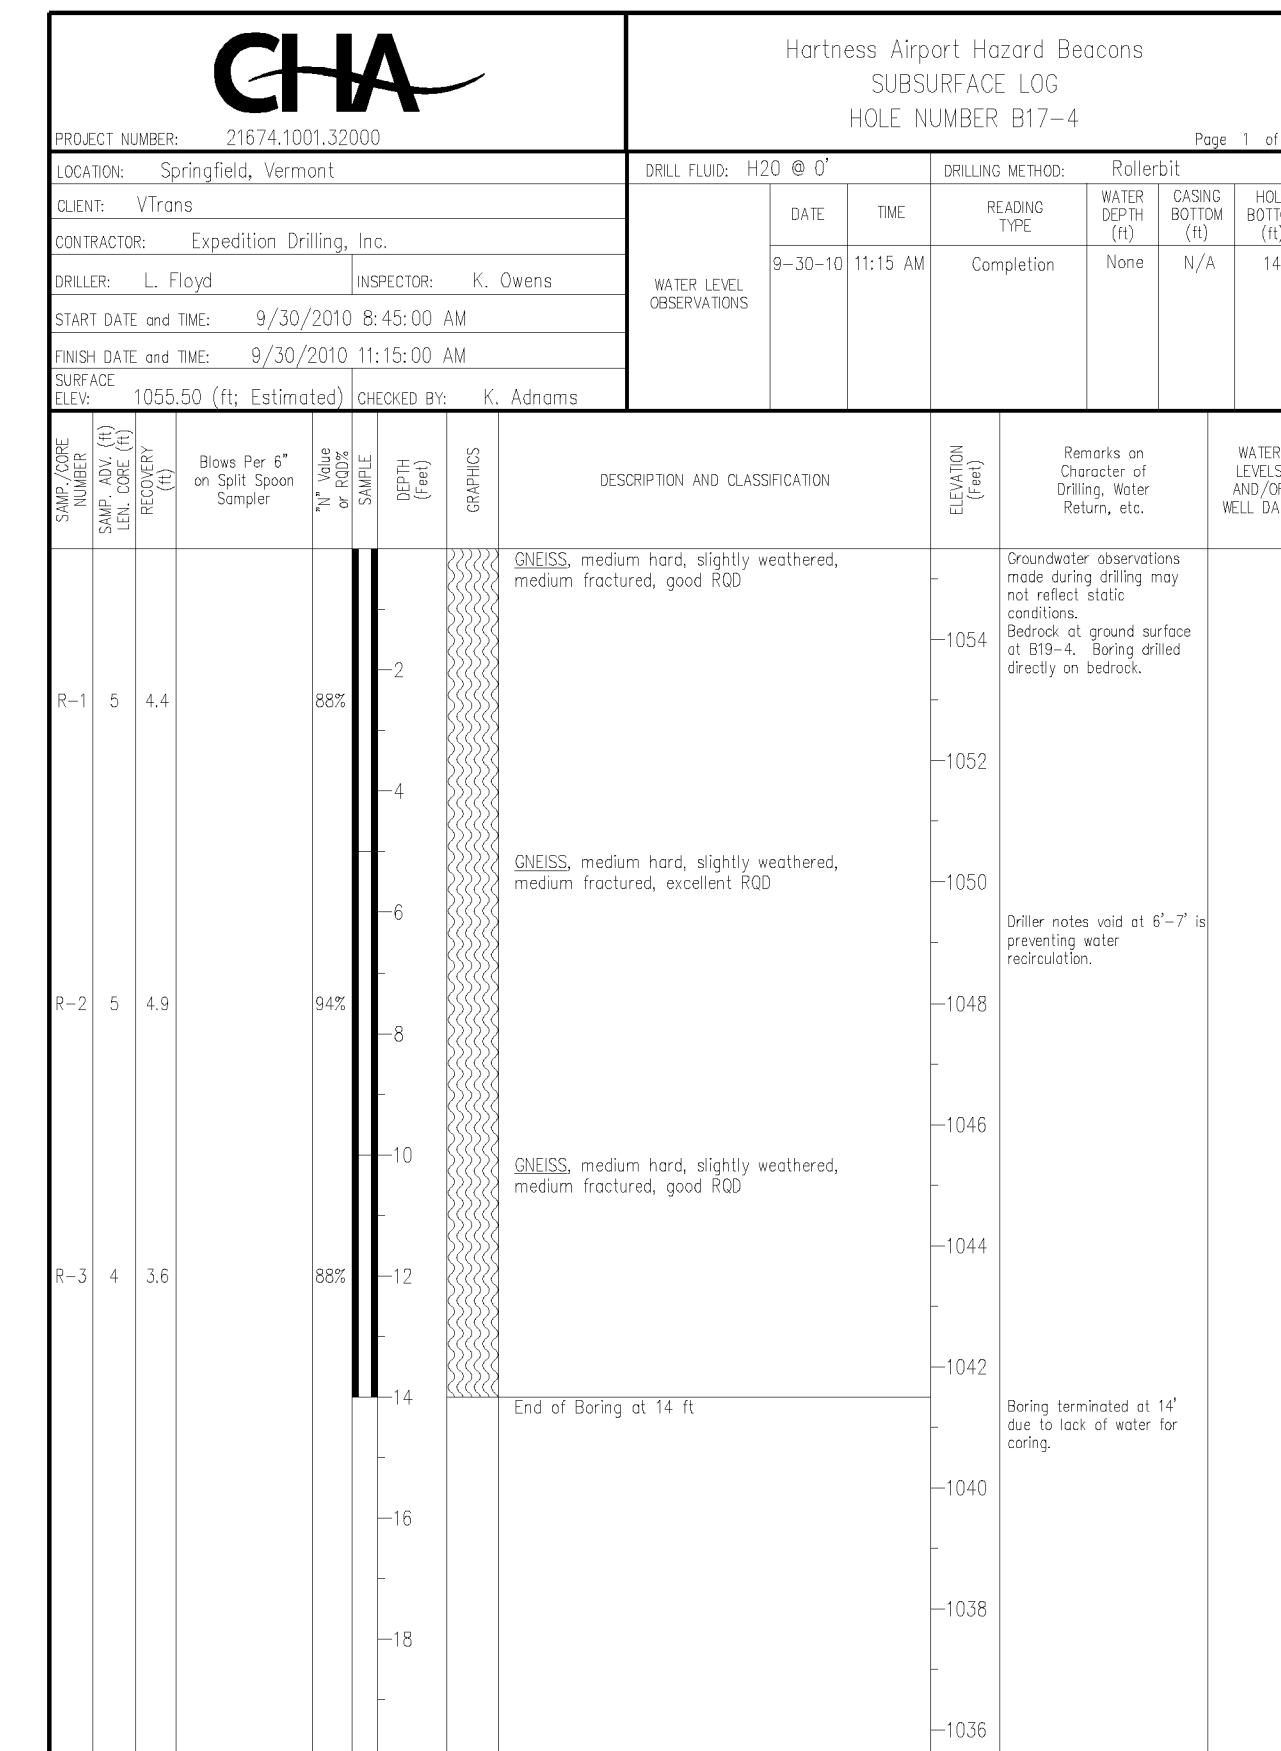 CHA
PROJECT NUMBER: 21674.1001.32000
Hartness Airport Hazard Beacons
SUBSURFACE LOG
HOLE NUMBER B17-4
Page 1 of
LOCATION: Springfield, Vermont
CLIENT: VTrans
CONTRACTOR: Expedition Drilling, Inc.
DRILLER: L. Floyd INSPECTOR: K. Owens
START DATE and TIME: 9/30/2010 8:45:00 AM
FINISH DATE and TIME: 9/30/2010 11:15:00 AM
SURFACE
ELEV: 1055.50 (ft; Estimated) CHECKED BY: K. Adnams
DRILL FLUID: H20 @ 0' DRILLING METHOD: Rollerbit
WATER LEVEL
OBSERVATIONS
DATE TIME
READING
TYPE
WATER
DEPTH
(ft)
CASING
BOTTOM
(ft)
HOL
BOTT
(ft)
9-30-10 11:15 AM Completion None N/A 14
SAMP./CORE
NUMBER
SAMP. ADV. (ft)
LEN. CORE (ft)
RECOVERY
(ft)
Blows Per 6"
on Split Spoon
Sampler
"N" Value
or RQD%
SAMPLE
DEPTH
(Feet)
GRAPHICS
DESCRIPTION AND CLASSIFICATION
ELEVATION
(Feet)
Remarks on
Character of
Drilling, Water
Return, etc.
WATER
LEVELS
AND/OR
WELL DA
GNEISS, medium hard, slightly weathered,
medium fractured, good RQD
Groundwater observations
made during drilling may
not reflect static
conditions.
Bedrock at ground surface
at B19-4. Boring drilled
directly on bedrock.
1054
2
R-1 5 4.4 88%
1052
4
GNEISS, medium hard, slightly weathered,
medium fractured, excellent RQD
1050
6
Driller notes void at 6'-7' is
preventing water
recirculation.
R-2 5 4.9 94%
1048
8
1046
10
GNEISS, medium hard, slightly weathered,
medium fractured, good RQD
1044
R-3 4 3.6 88%
12
1042
14
End of Boring at 14 ft
Boring terminated at 14'
due to lack of water for
coring.
1040
16
1038
18
1036